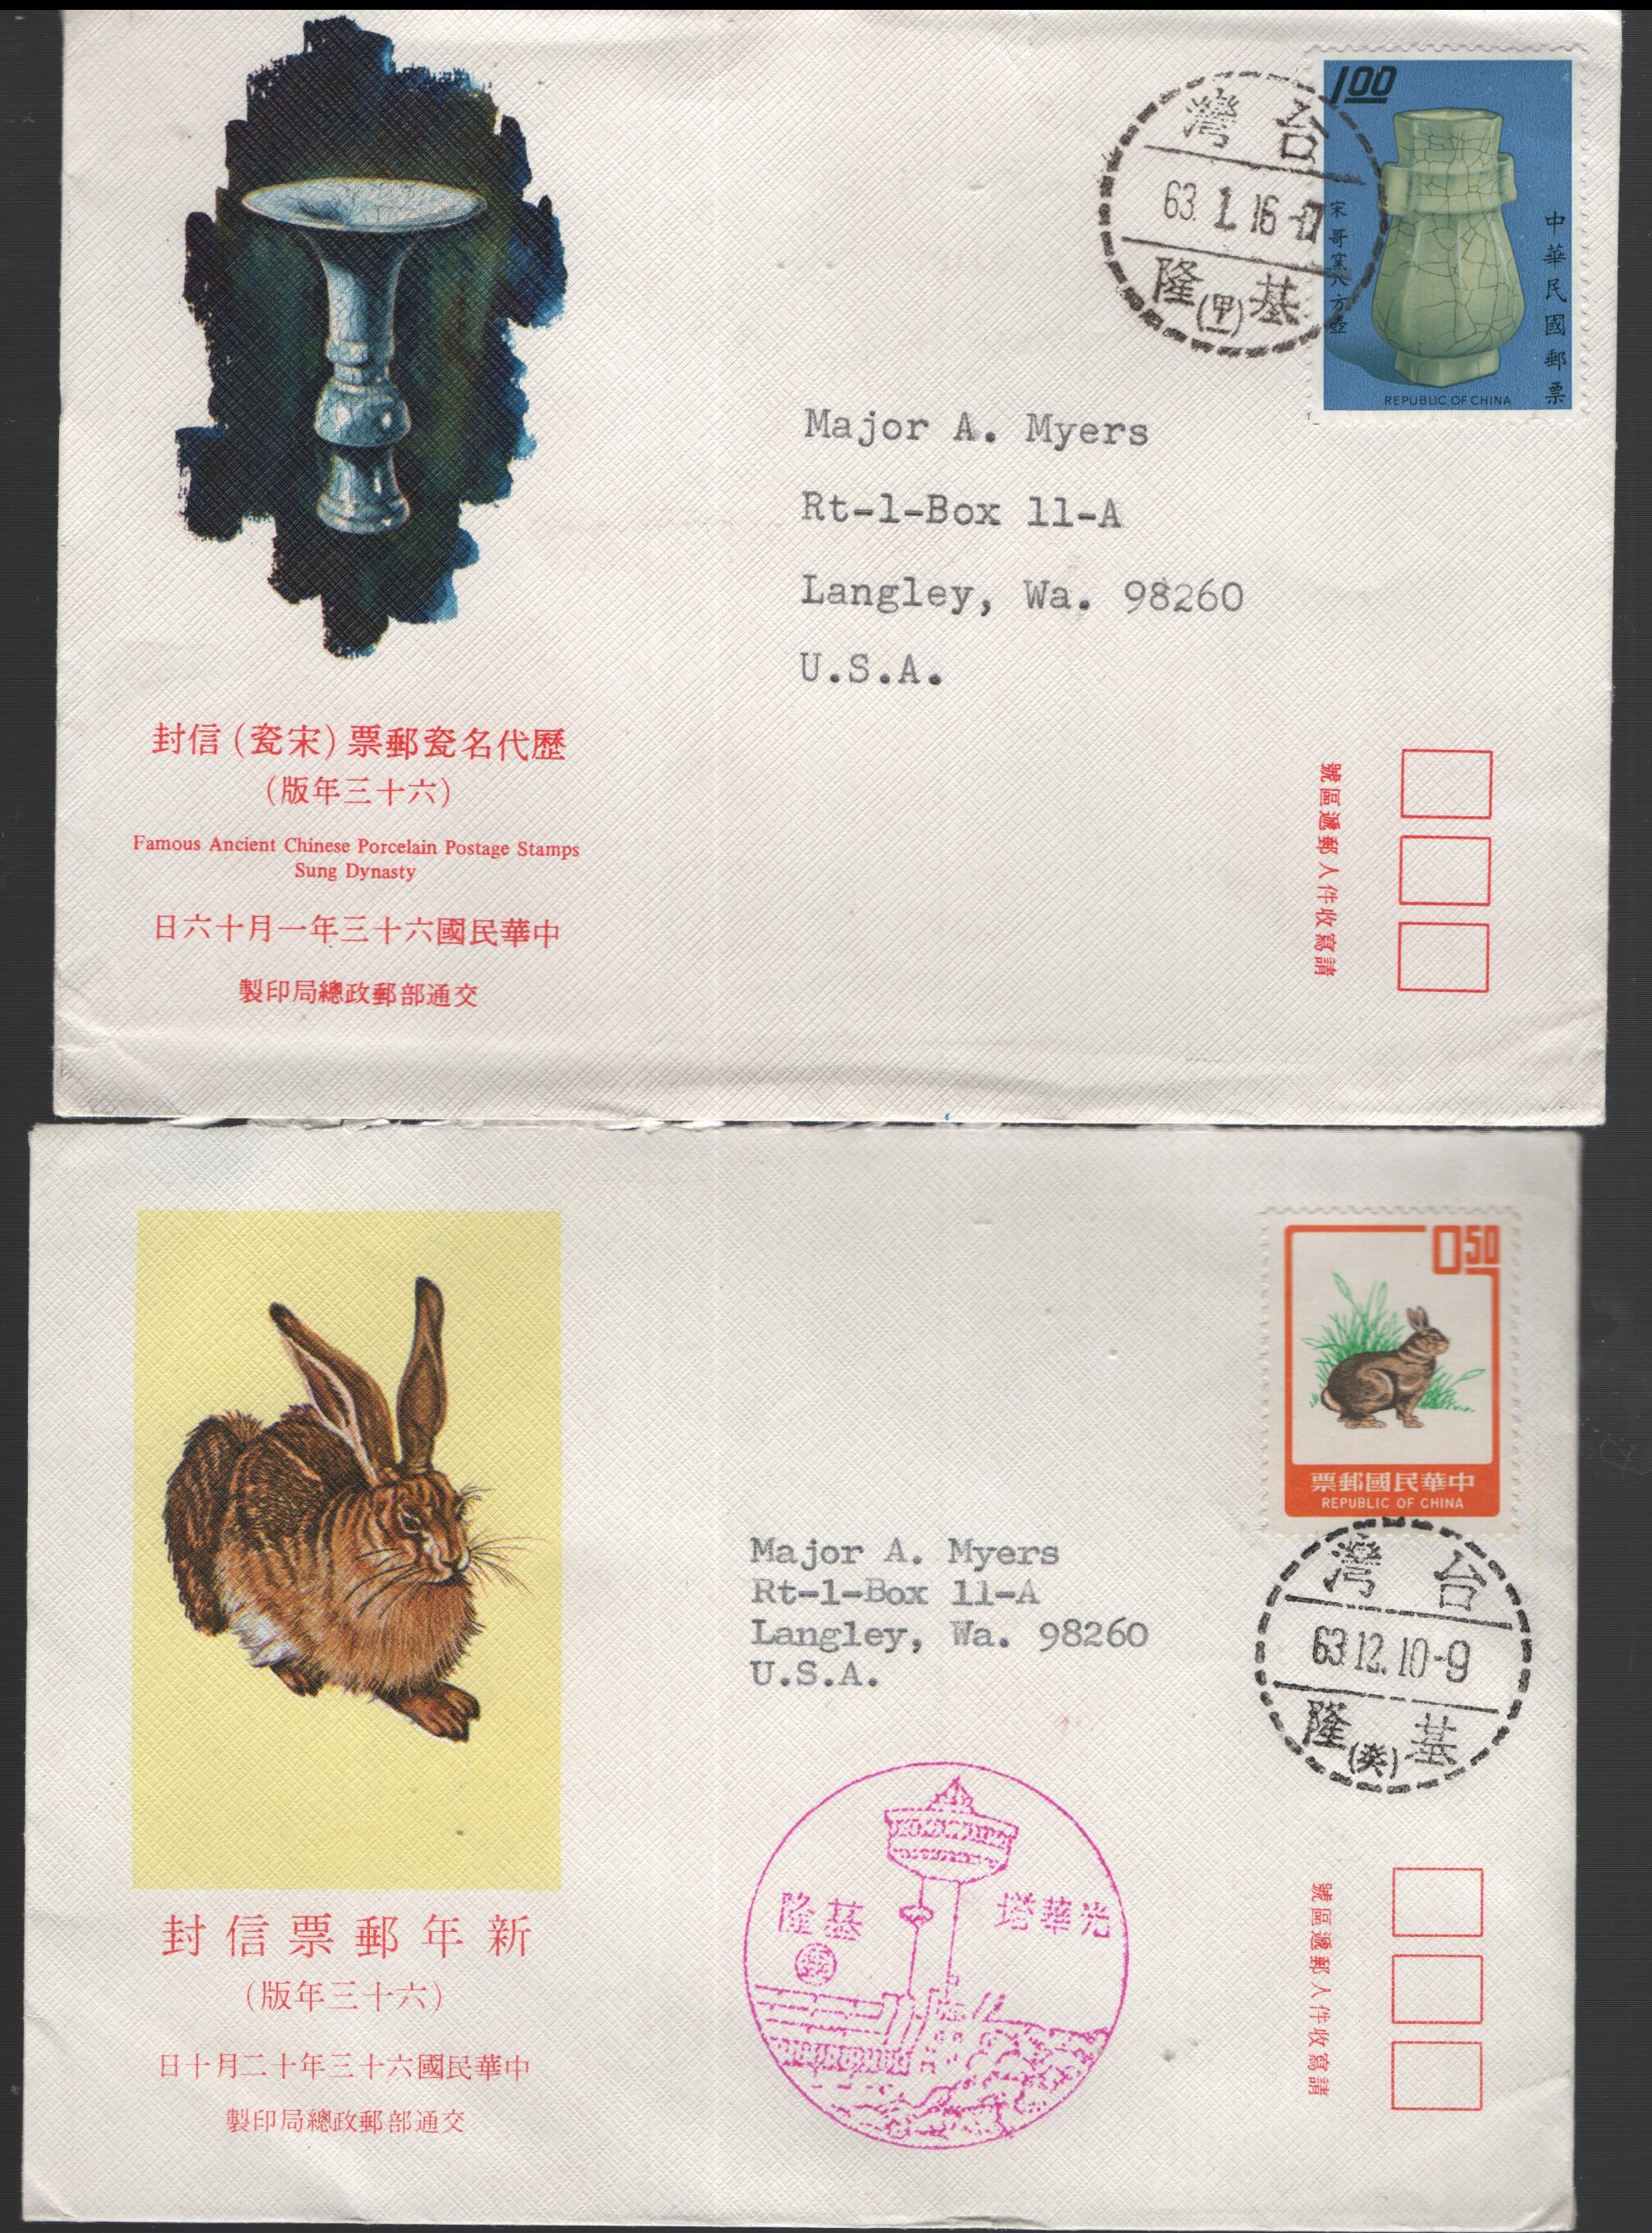 1.00
台灣
63. 1. 16
基隆
(甲)
宋哥窯八方壺
中華民國郵票
REPUBLIC OF CHINA
Major A. Myers
Rt-1-Box 11-A
Langley, Wa. 98260
U.S.A.
歷代名瓷郵票(宋瓷)信封
(六十三年版)
Famous Ancient Chinese Porcelain Postage Stamps
Sung Dynasty
中華民國六十三年一月十六日
交通部郵政總局印製
請寫收件人郵遞區號
0.50
中華民國郵票
REPUBLIC OF CHINA
台灣
63.12.10-9
基隆
(癸)
Major A. Myers
Rt-1-Box 11-A
Langley, Wa. 98260
U.S.A.
光華塔
基隆
新年郵票信封
(六十三年版)
中華民國六十三年十二月十日
交通部郵政總局印製
請寫收件人郵遞區號